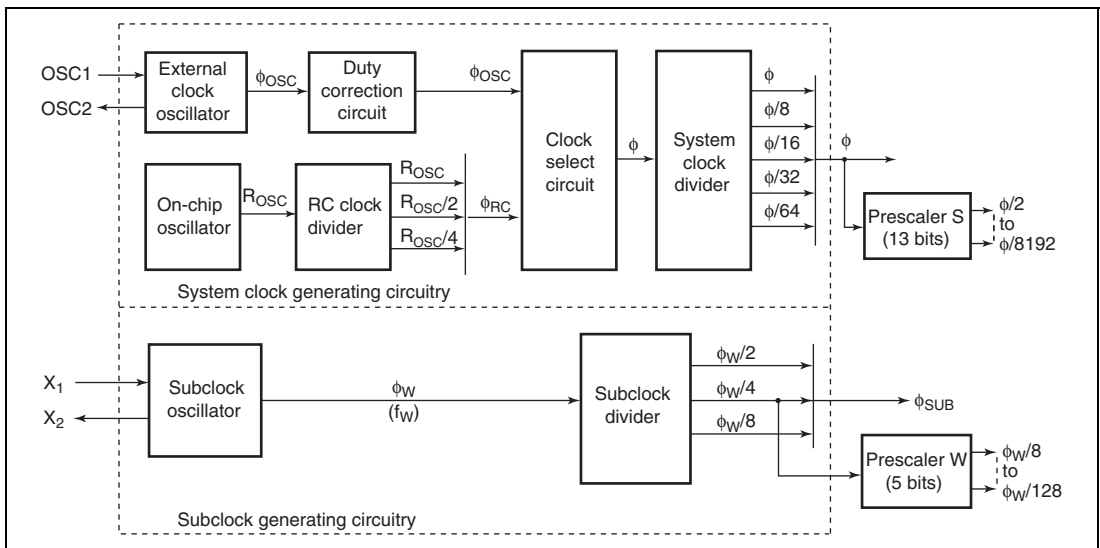 OSC1
OSC2
External
clock
oscillator
ϕOSC
Duty
correction
circuit
ϕOSC
On-chip
oscillator
ROSC
RC clock
divider
ROSC
ROSC/2
ROSC/4
ϕRC
Clock
select
circuit
ϕ
System
clock
divider
ϕ
ϕ/8
ϕ/16
ϕ/32
ϕ/64
ϕ
Prescaler S
(13 bits)
ϕ/2
to
ϕ/8192
System clock generating circuitry
X1
X2
Subclock
oscillator
ϕW
(fW)
Subclock
divider
ϕW/2
ϕW/4
ϕW/8
ϕSUB
Prescaler W
(5 bits)
ϕW/8
to
ϕW/128
Subclock generating circuitry